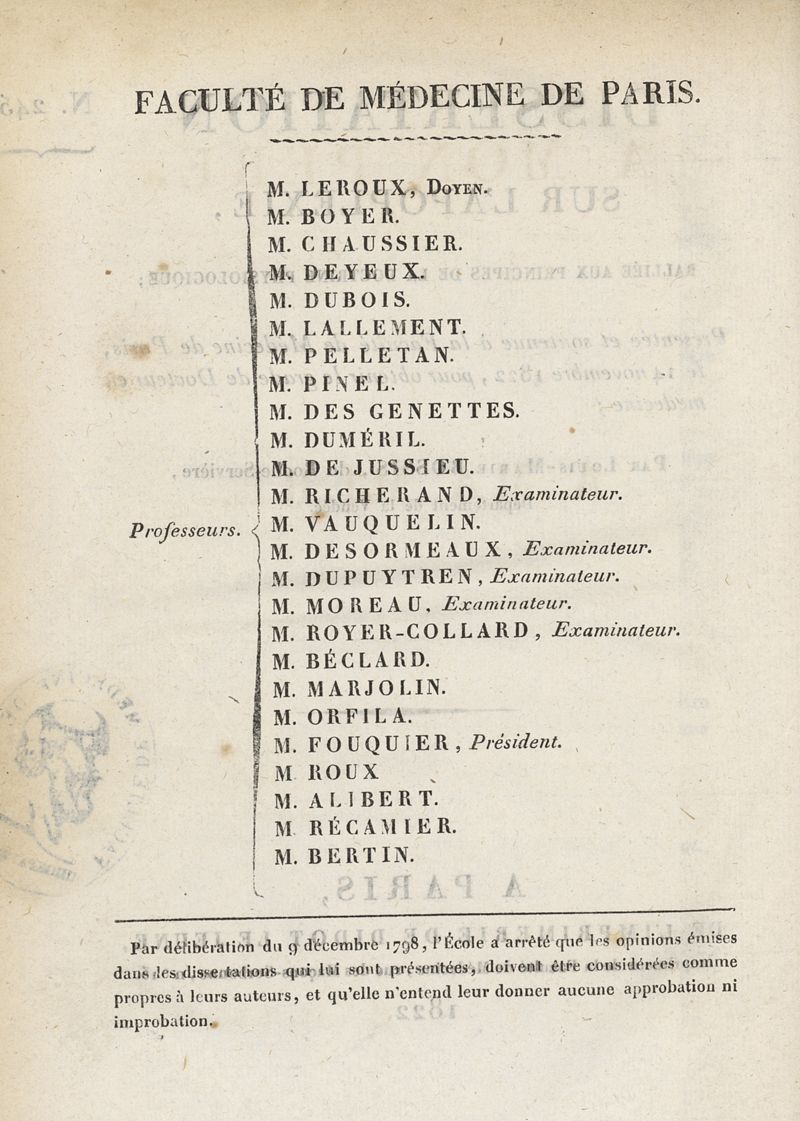 FACULTÉ DE MÉDECINE DE PARIS.
M. LEROUX, DOYEN.
M. BOYER.
M. CHAUSSIER.
M. DEYEUX.
M. DUBOIS.
M. LALLEMENT.
M. PELLETAN.
M. PINEL.
M. DES GENETTES.
M. DUMÉRIL.
M. DE JUSSIEU.
M. RICHERAND, Examinateur.
Professeurs. M. VAUQUELIN.
M. DESORMEAUX, Examinateur.
M. DUPUYTREN, Examinateur.
M. MOREAU, Examinateur.
M. ROYER-COLLARD, Examinateur.
M. BÉCLARD.
M. MARJOLIN.
M. ORFILA.
M. FOUQUIER, Président.
M ROUX
M. ALIBERT.
M RÉCAMIER.
M. BERTIN.
Par délibération du 9 décembre 1798, l'École a arrêté que les opinions émises
dans les dissertations qui lui sont présentées, doivent être considérées comme
propres à leurs auteurs, et qu'elle n'entend leur donner aucune approbation ni
improbation.